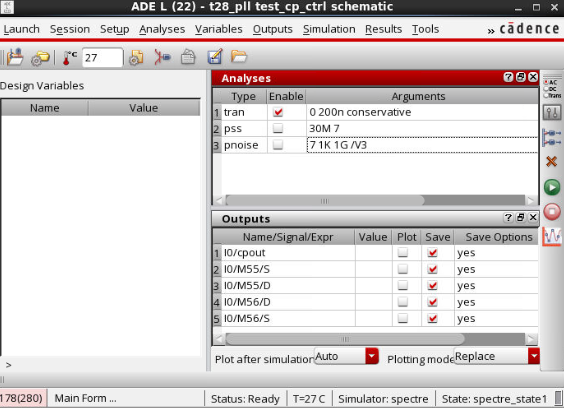 ADE L (22) - t28_pll test_cp_ctrl schematic
Launch Session Setup Analyses Variables Outputs Simulation Results Tools » cādence
27
Design Variables
Name Value
Analyses
Type Enable Arguments
1 tran 0 200n conservative
2 pss 30M 7
3 pnoise 7 1K 1G /V3
AC
DC
Trans
Outputs
Name/Signal/Expr Value Plot Save Save Options
1 I0/cpout yes
2 I0/M55/S yes
3 I0/M55/D yes
4 I0/M56/D yes
5 I0/M56/S yes
Plot after simulation Auto Plotting mode Replace
>
178(280) Main Form ... Status: Ready T=27 C Simulator: spectre State: spectre_state1